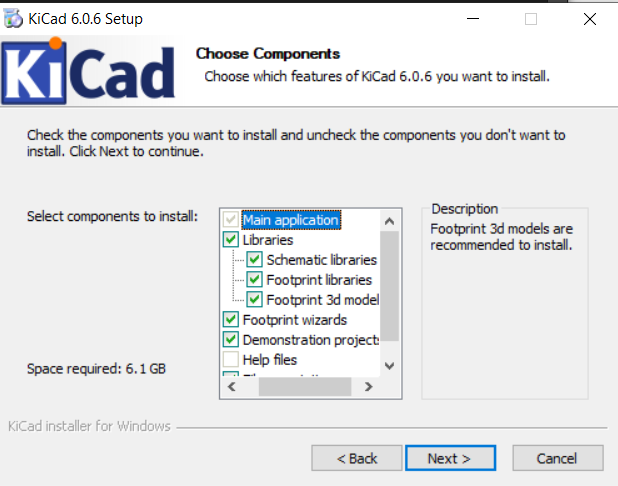 KiCad 6.0.6 Setup
KiCad
Choose Components
Choose which features of KiCad 6.0.6 you want to install.
Check the components you want to install and uncheck the components you don't want to
install. Click Next to continue.
Select components to install:
Main application
Libraries
Schematic libraries
Footprint libraries
Footprint 3d model
Footprint wizards
Demonstration projects
Help files
Description
Footprint 3d models are
recommended to install.
Space required: 6.1 GB
KiCad installer for Windows
< Back
Next >
Cancel